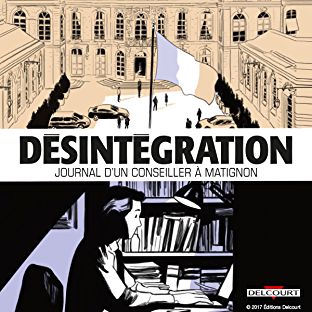 DÉSINTÉGRATION
JOURNAL D'UN CONSEILLER À MATIGNON
DELCOURT
© 2017 Éditions Delcourt